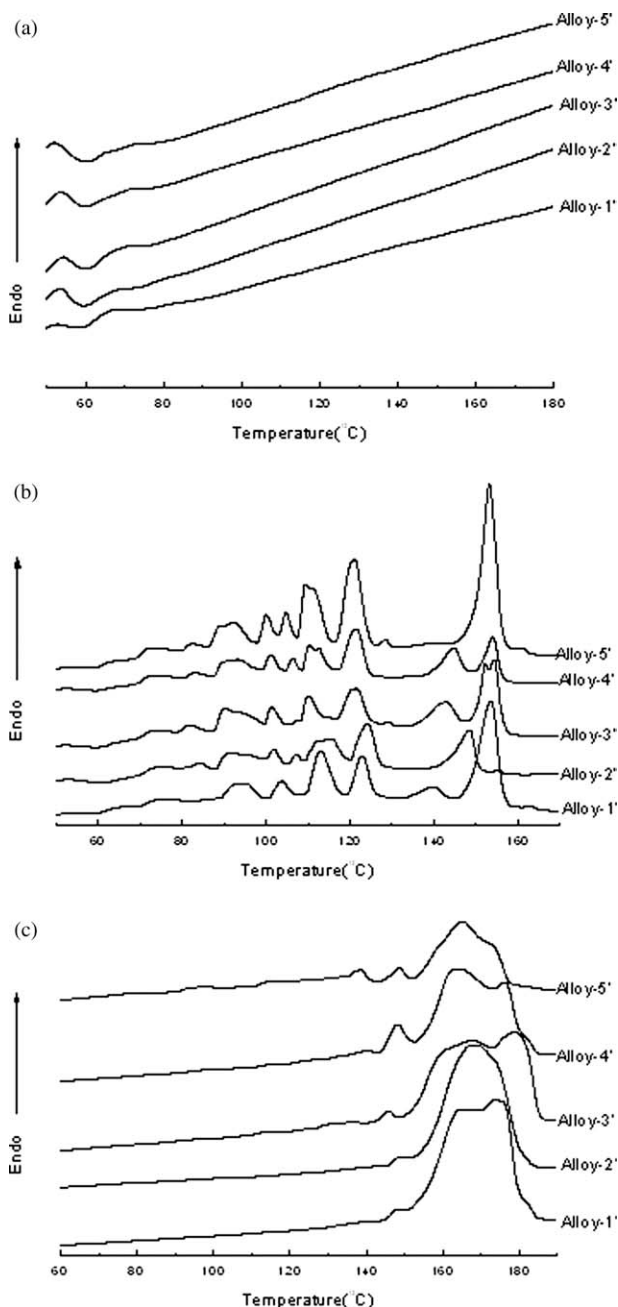 (a)
Alloy-5'
Alloy-4'
Alloy-3'
Alloy-2'
Alloy-1'
Endo
60 80 100 120 140 160 180
Temperature(°C)
(b)
Alloy-5'
Alloy-4'
Alloy-3'
Alloy-2'
Alloy-1'
Endo
60 80 100 120 140 160
Temperature(°C)
(c)
Alloy-5'
Alloy-4'
Alloy-3'
Alloy-2'
Alloy-1'
Endo
60 80 100 120 140 160 180
Temperature(°C)